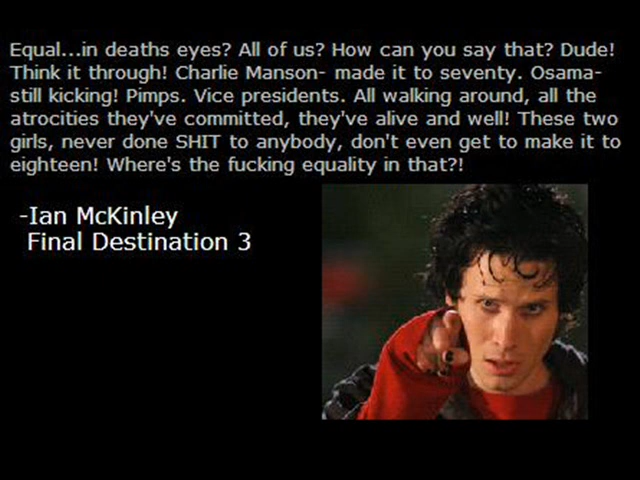 Equal...in deaths eyes? All of us? How can you say that? Dude!
Think it through! Charlie Manson- made it to seventy. Osama-
still kicking! Pimps. Vice presidents. All walking around, all the
atrocities they've committed, they've alive and well! These two
girls, never done SHIT to anybody, don't even get to make it to
eighteen! Where's the fucking equality in that?!
-Ian McKinley
Final Destination 3